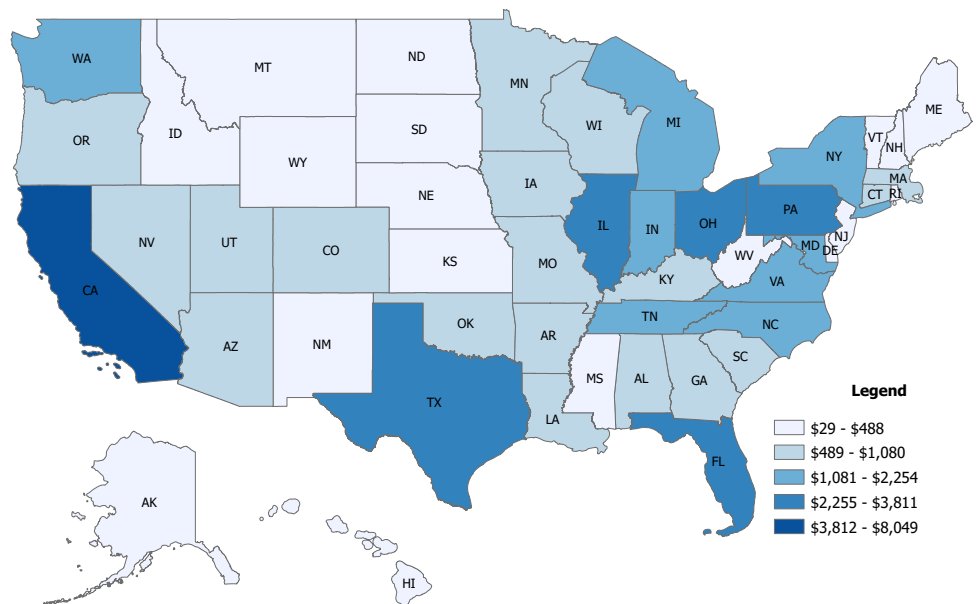 WA
MT
ND
MN
ME
OR
ID
SD
WI
MI
VT
NH
NY
WY
MA
IA
CT
RI
NE
PA
NV
UT
CO
IL
IN
OH
NJ
MD
DE
WV
KS
MO
KY
VA
CA
TN
NC
AZ
NM
OK
AR
SC
MS
AL
GA
TX
LA
FL
AK
HI
Legend
$29 - $488
$489 - $1,080
$1,081 - $2,254
$2,255 - $3,811
$3,812 - $8,049